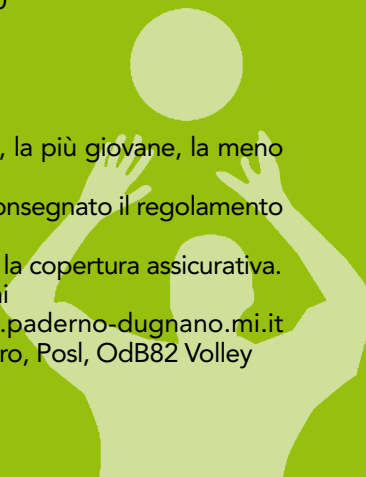 , la più giovane, la meno
onsegnato il regolamento
la copertura assicurativa.
ni
.paderno-dugnano.mi.it
ro, Posl, OdB82 Volley